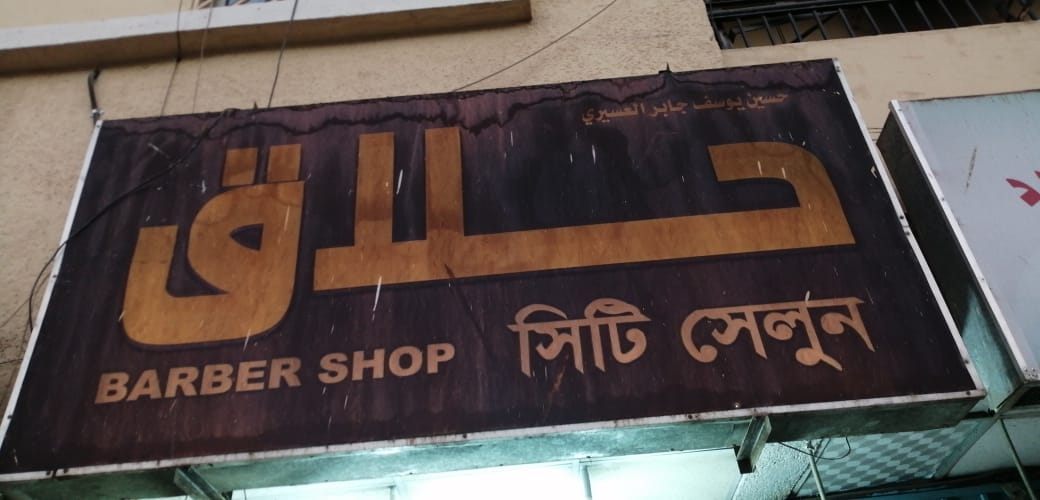 حسين يوسف جابر العسيري
حلاق
BARBER SHOP
সিটি সেলুন